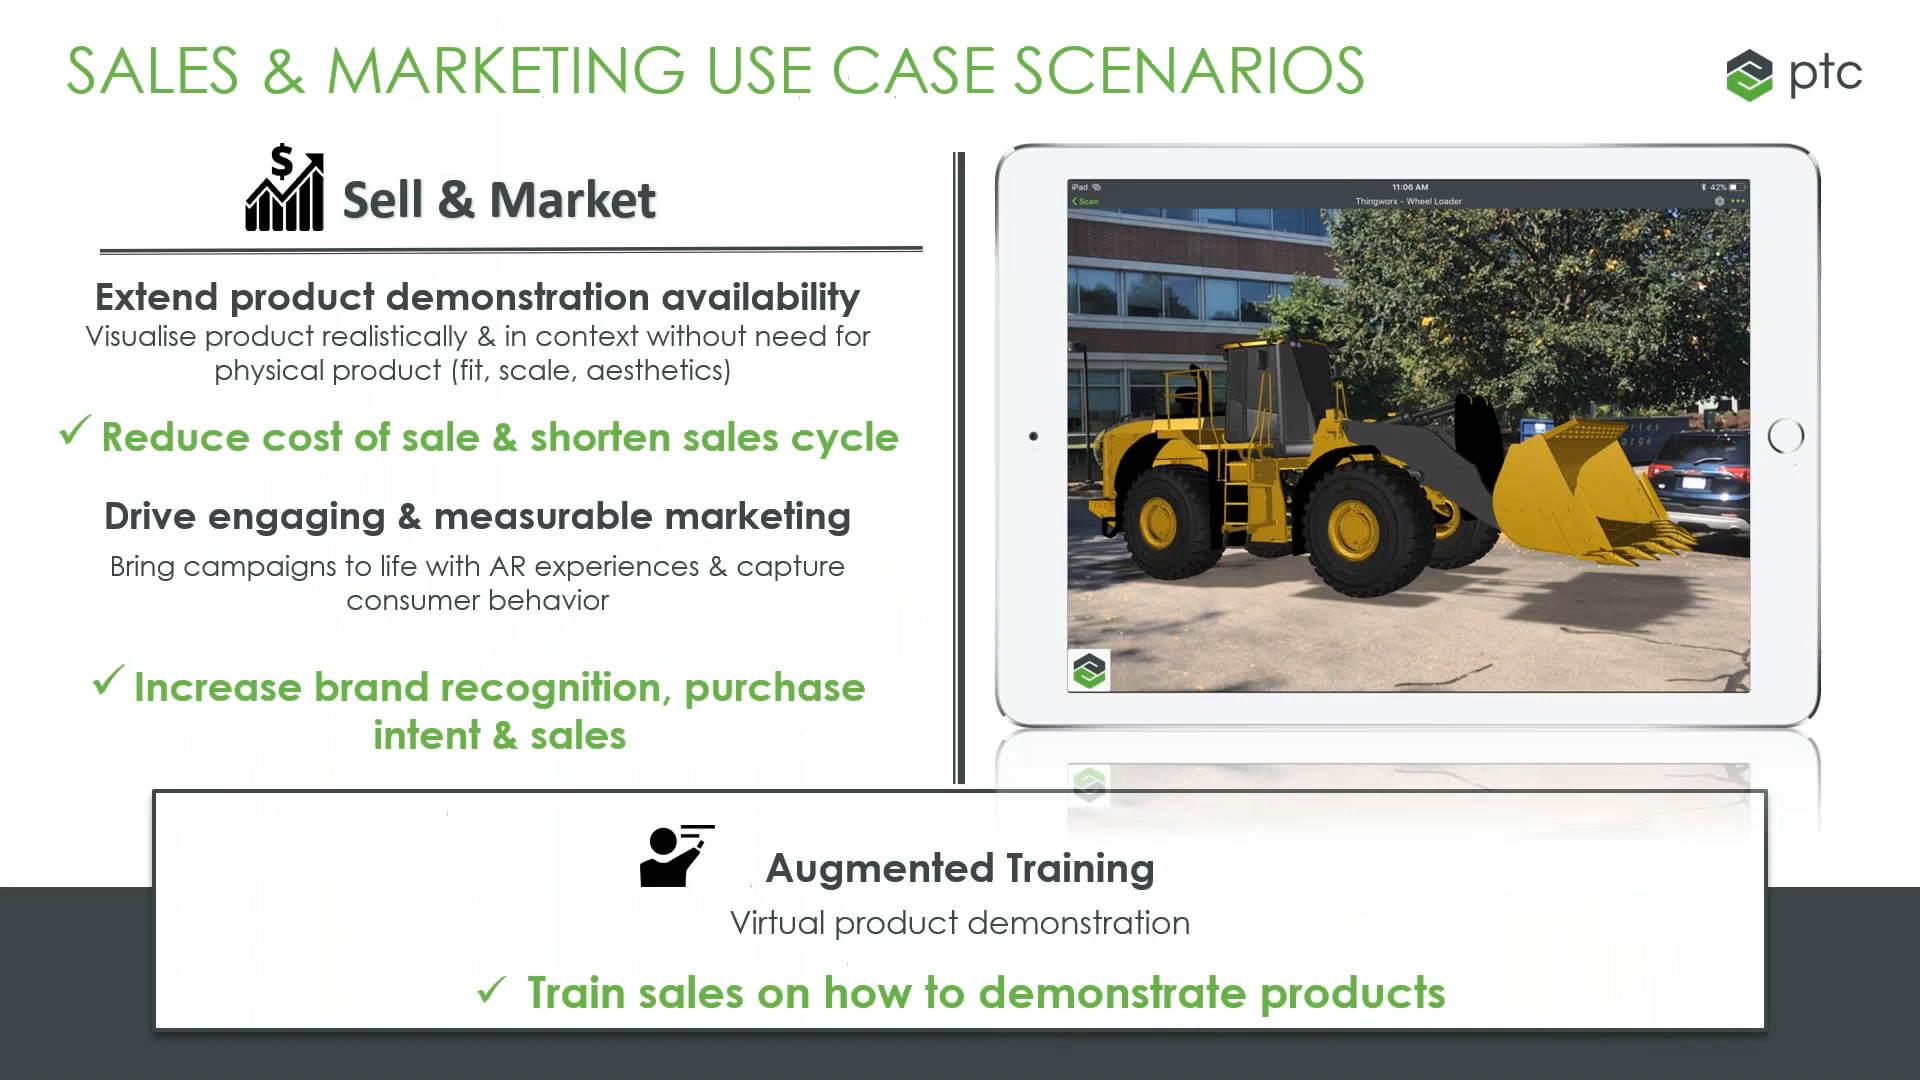 SALES & MARKETING USE CASE SCENARIOS
ptc
$
Sell & Market
Extend product demonstration availability
Visualise product realistically & in context without need for
physical product (fit, scale, aesthetics)
✓ Reduce cost of sale & shorten sales cycle
Drive engaging & measurable marketing
Bring campaigns to life with AR experiences & capture
consumer behavior
✓ Increase brand recognition, purchase
intent & sales
iPad 11:06 AM 42%
Scan Thingworx - Wheel Loader
Augmented Training
Virtual product demonstration
✓ Train sales on how to demonstrate products